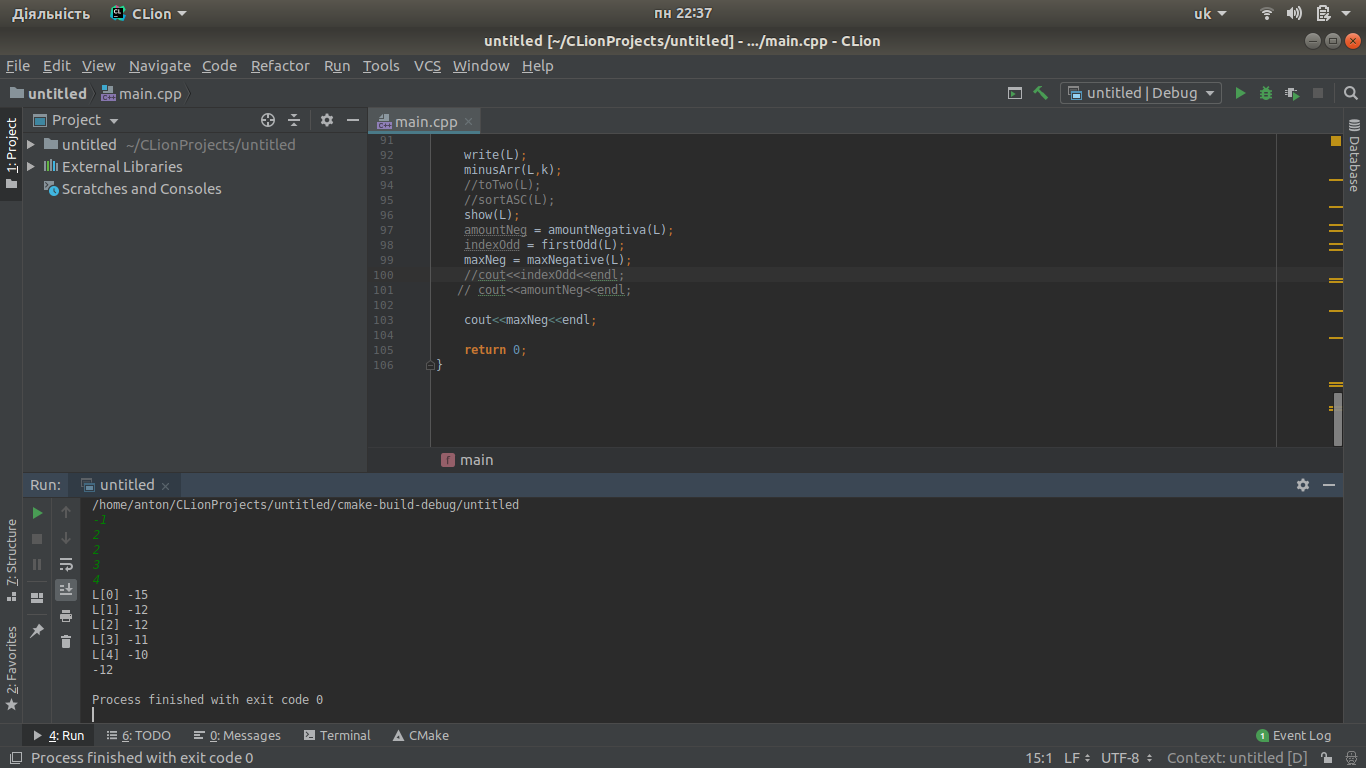 Діяльність CLion пн 22:37 uk
untitled [~/CLionProjects/untitled] - .../main.cpp - CLion
File Edit View Navigate Code Refactor Run Tools VCS Window Help
untitled main.cpp untitled | Debug
1: Project
Project
main.cpp
untitled ~/CLionProjects/untitled
External Libraries
Scratches and Consoles
91
92 write(L);
93 minusArr(L,k);
94 //toTwo(L);
95 //sortASC(L);
96 show(L);
97 amountNeg = amountNegativa(L);
98 indexOdd = firstOdd(L);
99 maxNeg = maxNegative(L);
100 //cout<<indexOdd<<endl;
101 // cout<<amountNeg<<endl;
102
103 cout<<maxNeg<<endl;
104
105 return 0;
106 }
f main
Database
Run: untitled
/home/anton/CLionProjects/untitled/cmake-build-debug/untitled
-1
2
2
3
4
L[0] -15
L[1] -12
L[2] -12
L[3] -11
L[4] -10
-12
Process finished with exit code 0
7: Structure
2: Favorites
4: Run 6: TODO 0: Messages Terminal CMake 1 Event Log
Process finished with exit code 0 15:1 LF UTF-8 Context: untitled [D]